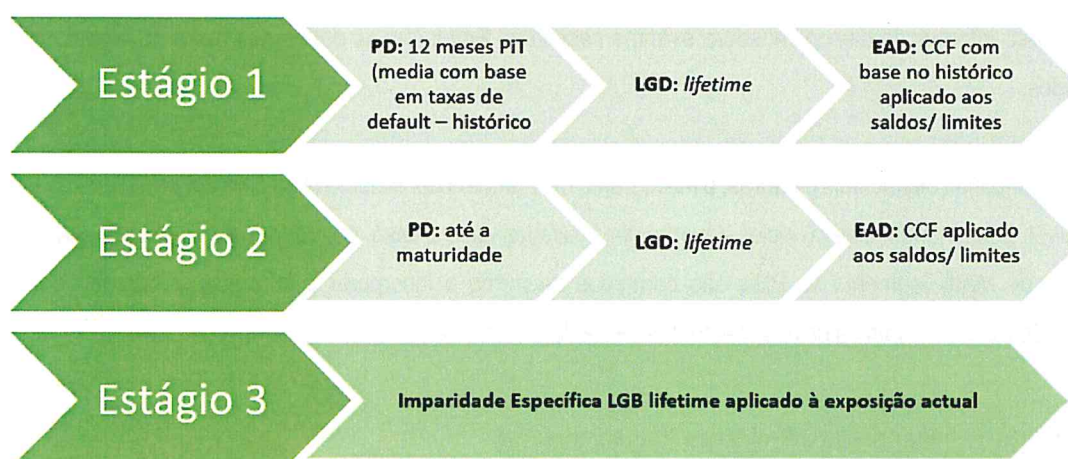 Estágio 1
PD: 12 meses PiT
(media com base
em taxas de
default – histórico
LGD: lifetime
EAD: CCF com
base no histórico
aplicado aos
saldos/ limites
Estágio 2
PD: até a
maturidade
LGD: lifetime
EAD: CCF aplicado
aos saldos/ limites
Estágio 3
Imparidade Específica LGB lifetime aplicado à exposição actual